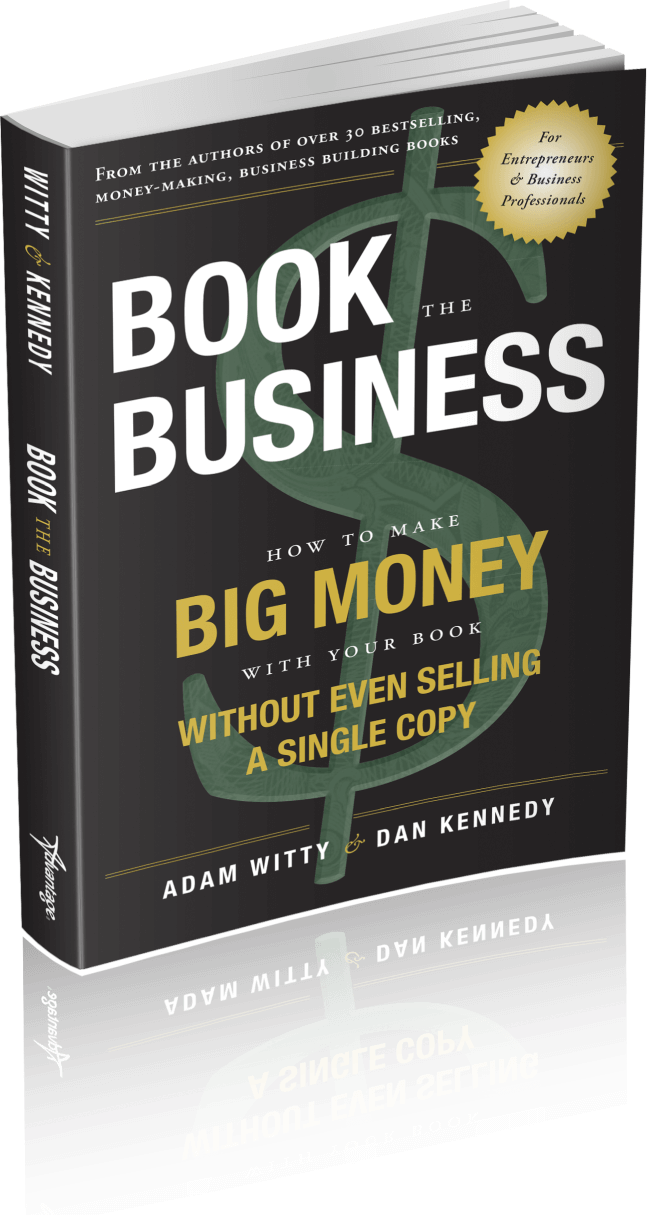 FROM THE AUTHORS OF OVER 30 BESTSELLING,
MONEY-MAKING, BUSINESS BUILDING BOOKS
For
Entrepreneurs
& Business
Professionals
BOOK THE
BUSINESS
HOW TO MAKE
BIG MONEY
WITH YOUR BOOK
WITHOUT EVEN SELLING
A SINGLE COPY
ADAM WITTY & DAN KENNEDY
WITTY & KENNEDY BOOK THE BUSINESS Advantage.